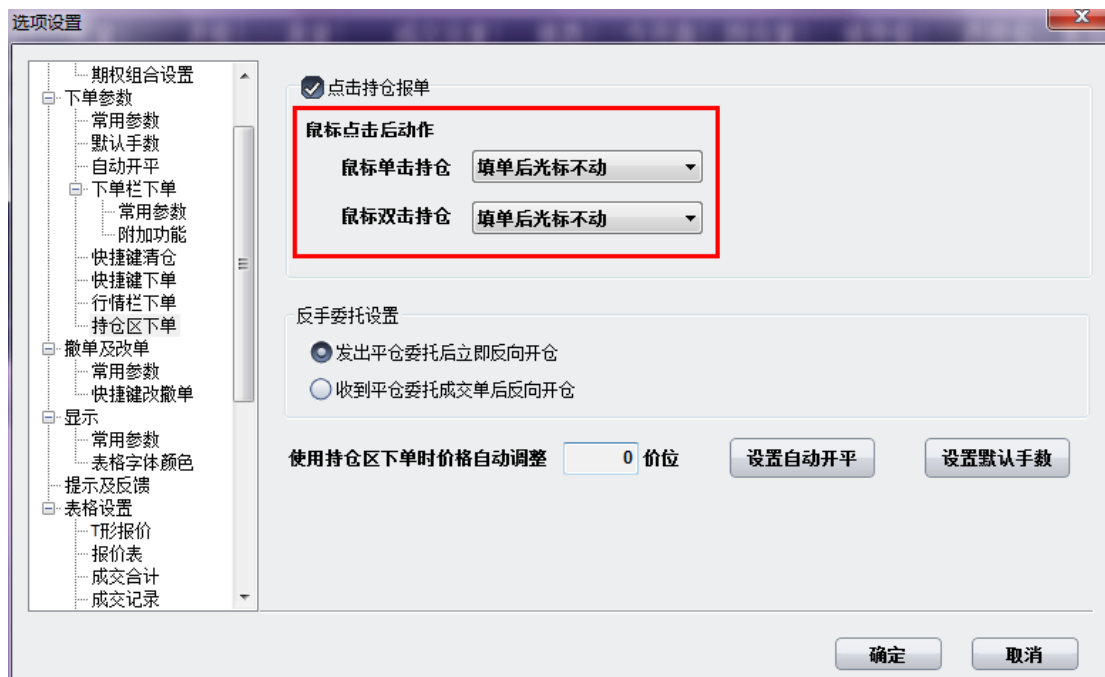 选项设置
期权组合设置
下单参数
常用参数
默认手数
自动开平
下单栏下单
常用参数
附加功能
快捷键清仓
快捷键下单
行情栏下单
持仓区下单
撤单及改单
常用参数
快捷键改撤单
显示
常用参数
表格字体颜色
提示及反馈
表格设置
T形报价
报价表
成交合计
成交记录
点击持仓报单
鼠标点击后动作
鼠标单击持仓 填单后光标不动
鼠标双击持仓 填单后光标不动
反手委托设置
发出平仓委托后立即反向开仓
收到平仓委托成交单后反向开仓
使用持仓区下单时价格自动调整 0 价位 设置自动开平 设置默认手数
确定 取消